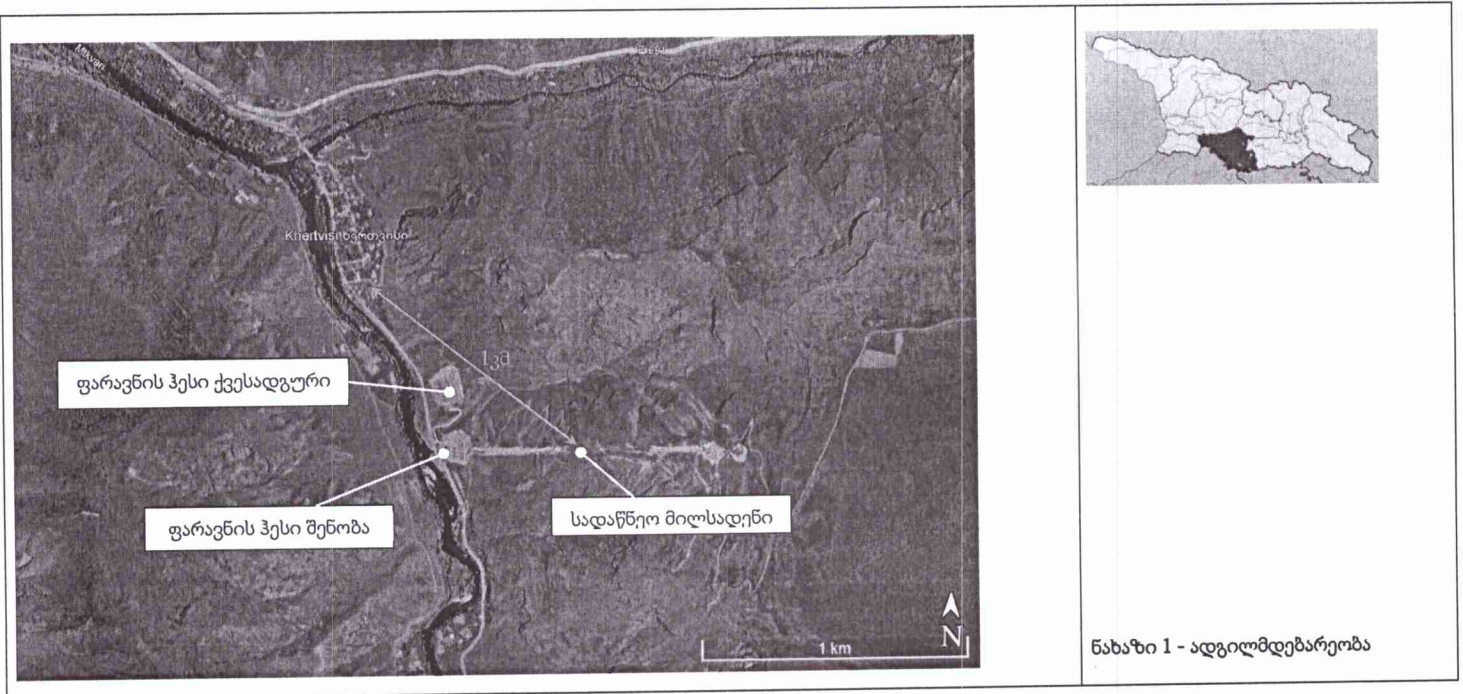 Mtkvari
Khertvisi ხერთვისი
1კმ
ფარავნის ჰესი ქვესადგური
ფარავნის ჰესი შენობა
სადაწნეო მილსადენი
N
1 km
ნახაზი 1 - ადგილმდებარეობა